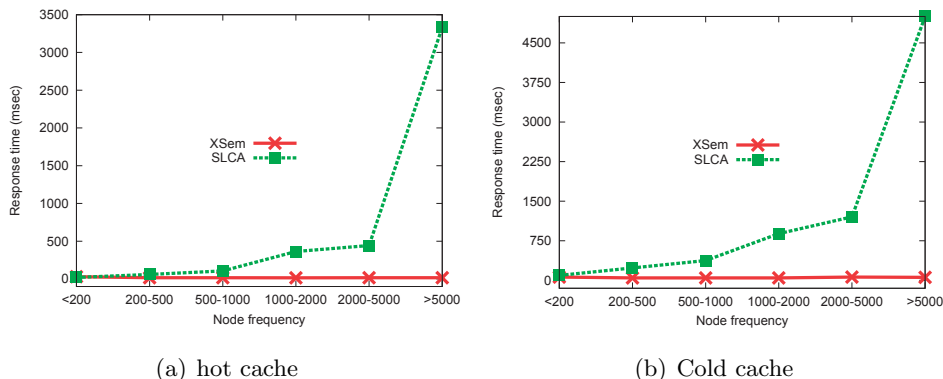 3500
3000
2500
2000
1500
1000
500
0
Response time (msec)
XSem
SLCA
<200 200-500 500-1000 1000-2000 2000-5000 >5000
Node frequency
(a) hot cache
4500
3750
3000
2250
1500
750
0
Response time (msec)
XSem
SLCA
<200 200-500 500-1000 1000-2000 2000-5000 >5000
Node frequency
(b) Cold cache